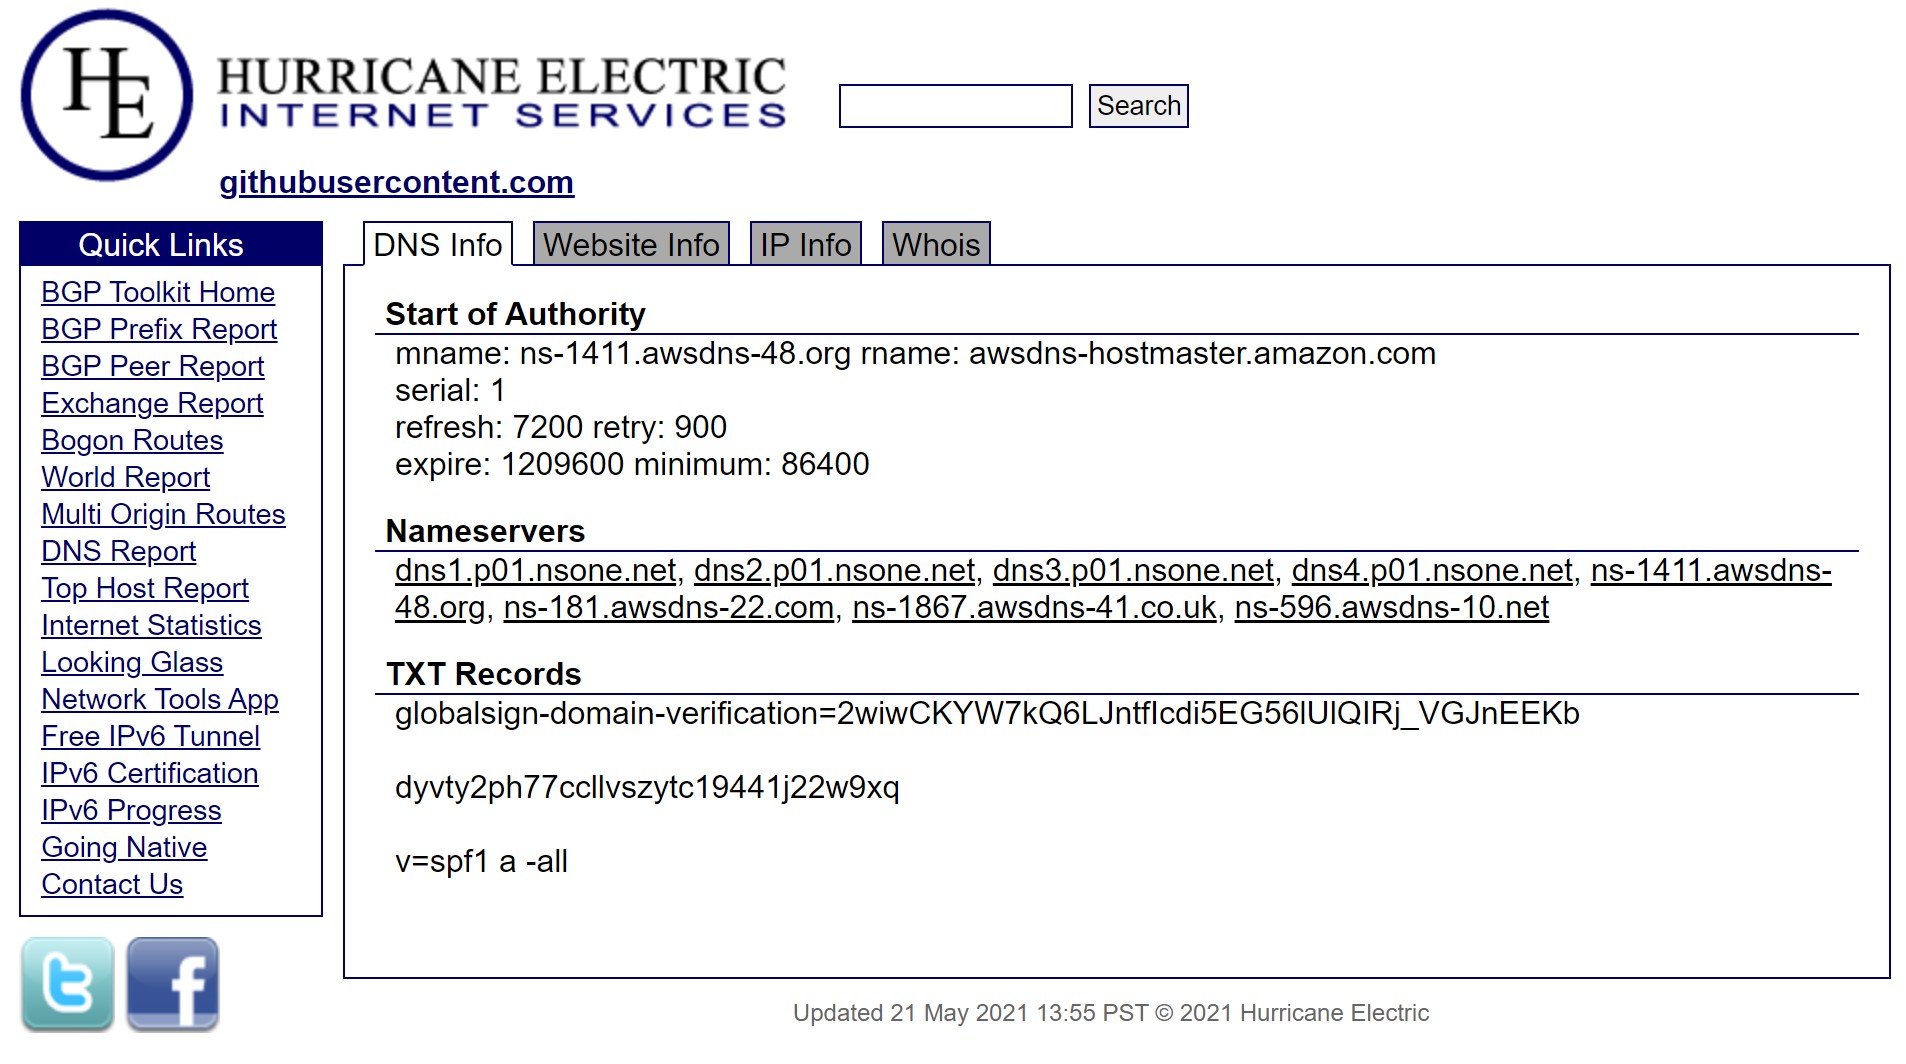 HE
HURRICANE ELECTRIC
INTERNET SERVICES
Search
githubusercontent.com
Quick Links
BGP Toolkit Home
BGP Prefix Report
BGP Peer Report
Exchange Report
Bogon Routes
World Report
Multi Origin Routes
DNS Report
Top Host Report
Internet Statistics
Looking Glass
Network Tools App
Free IPv6 Tunnel
IPv6 Certification
IPv6 Progress
Going Native
Contact Us
DNS Info Website Info IP Info Whois
Start of Authority
mname: ns-1411.awsdns-48.org rname: awsdns-hostmaster.amazon.com
serial: 1
refresh: 7200 retry: 900
expire: 1209600 minimum: 86400
Nameservers
dns1.p01.nsone.net, dns2.p01.nsone.net, dns3.p01.nsone.net, dns4.p01.nsone.net, ns-1411.awsdns-
48.org, ns-181.awsdns-22.com, ns-1867.awsdns-41.co.uk, ns-596.awsdns-10.net
TXT Records
globalsign-domain-verification=2wiwCKYW7kQ6LJntfIcdi5EG56lUlQIRj_VGJnEEKb
dyvty2ph77ccllvszytc19441j22w9xq
v=spf1 a -all
Updated 21 May 2021 13:55 PST © 2021 Hurricane Electric